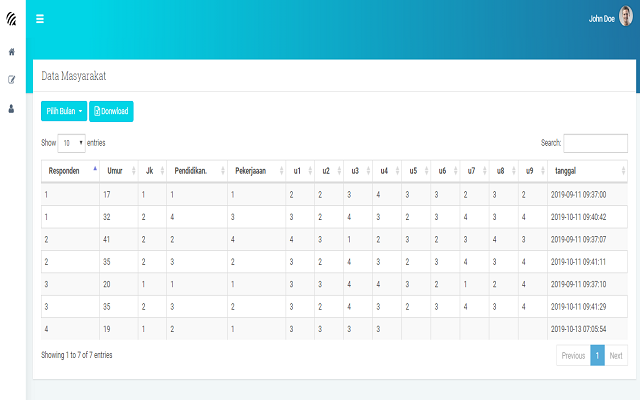 John Doe
Data Masyarakat
Pilih Bulan Donwload
Show 10 entries Search:
Responden Umur Jk Pendidikan. Pekerjaaan u1 u2 u3 u4 u5 u6 u7 u8 u9 tanggal
1 17 1 1 1 2 2 3 4 3 3 2 3 2 2019-09-11 09:37:00
1 32 2 4 3 3 2 4 3 2 3 4 3 4 2019-10-11 09:40:42
2 41 2 2 4 4 3 1 2 3 2 3 4 3 2019-09-11 09:37:07
2 35 2 3 2 3 2 4 3 2 3 4 3 4 2019-10-11 09:41:11
3 20 1 1 1 3 3 4 4 3 2 1 2 4 2019-09-11 09:37:10
3 35 2 3 2 3 2 4 3 2 3 4 3 4 2019-10-11 09:41:29
4 19 1 2 1 3 3 3 3 2019-10-13 07:05:54
Showing 1 to 7 of 7 entries Previous 1 Next